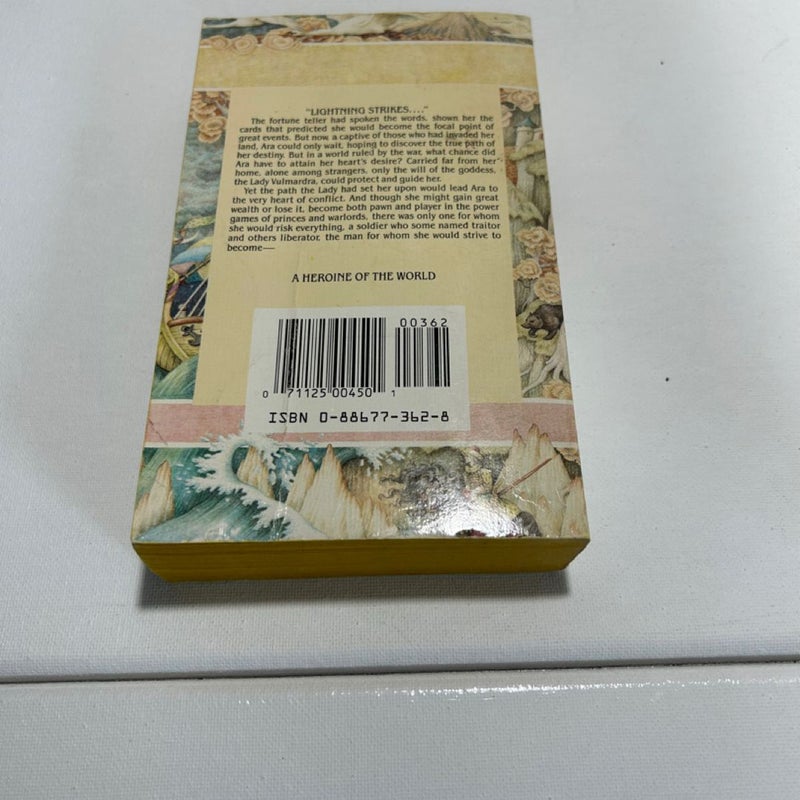 "LIGHTNING STRIKES...."
The fortune teller had spoken the words, shown her the
cards that predicted she would become the focal point of
great events. But now, a captive of those who had invaded her
land, Ara could only wait, hoping to discover the true path of
her destiny. But in a world ruled by the war, what chance did
Ara have to attain her heart's desire? Carried far from her
home, alone among strangers, only the will of the goddess,
the Lady Vulmardra, could protect and guide her.
Yet the path the Lady had set her upon would lead Ara to
the very heart of conflict. And though she might gain great
wealth or lose it, become both pawn and player in the power
games of princes and warlords, there was only one for whom
she would risk everything, a soldier who some named traitor
and others liberator, the man for whom she would strive to
become—
A HEROINE OF THE WORLD
00362
0 71125 00450 1
ISBN 0-88677-362-8